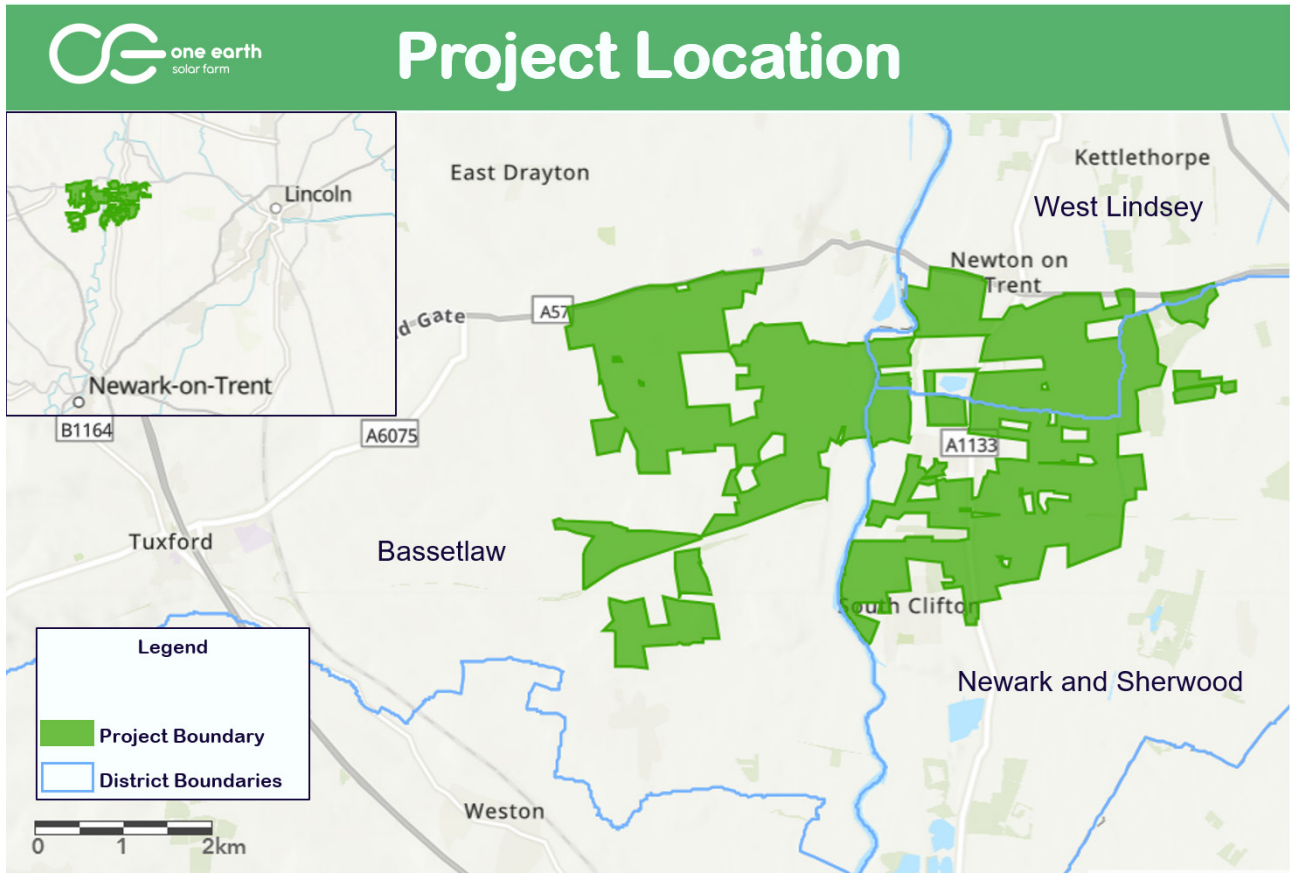 one earth
solar farm
Project Location
Lincoln
Newark-on-Trent
East Drayton
Kettlethorpe
West Lindsey
Newton on
Trent
A57
d Gate
B1164
A6075
A1133
Tuxford
Bassetlaw
South Clifton
Newark and Sherwood
Legend
Project Boundary
District Boundaries
Weston
0 1 2km